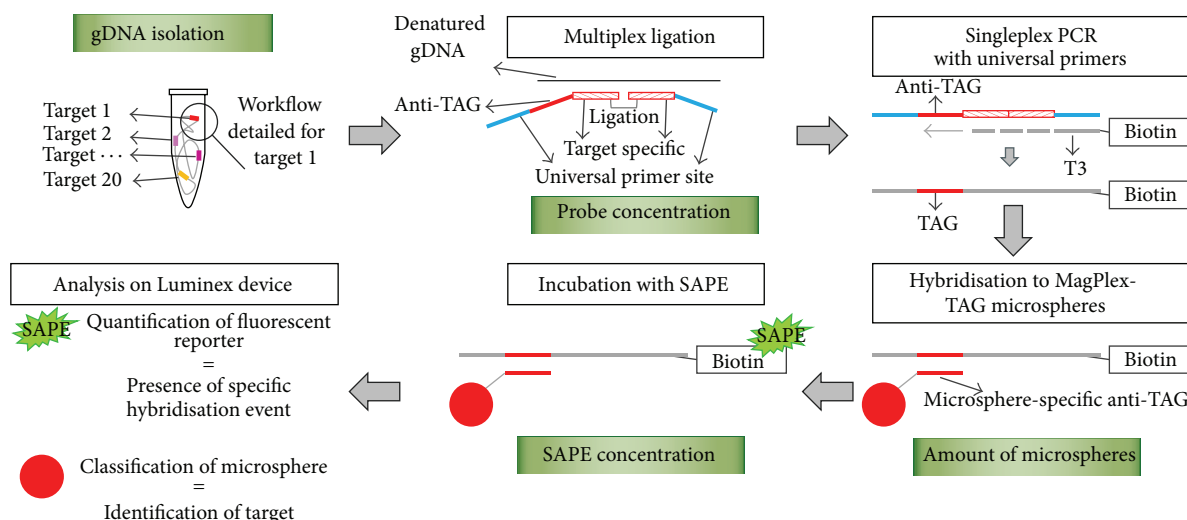 gDNA isolation
Target 1
Target 2
Target · · ·
Target 20
Workflow
detailed for
target 1
Denatured
gDNA
Multiplex ligation
Anti-TAG
Ligation
Target specific
Universal primer site
Probe concentration
Singleplex PCR
with universal primers
Anti-TAG
Biotin
T3
Biotin
TAG
Hybridisation to MagPlex-
TAG microspheres
Biotin
Microsphere-specific anti-TAG
Amount of microspheres
Incubation with SAPE
SAPE
Biotin
SAPE concentration
Analysis on Luminex device
SAPE
Quantification of fluorescent
reporter
=
Presence of specific
hybridisation event
Classification of microsphere
=
Identification of target